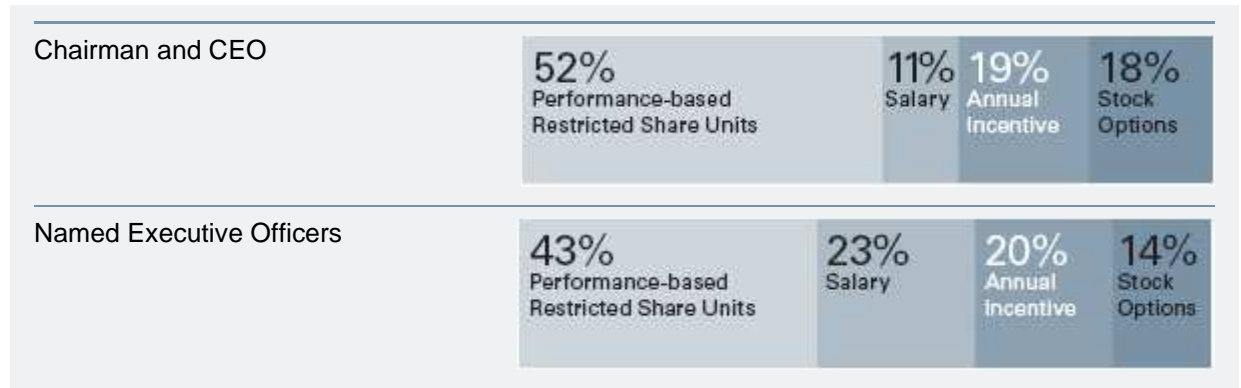 Chairman and CEO
52%
Performance-based
Restricted Share Units
11%
Salary
19%
Annual
Incentive
18%
Stock
Options
Named Executive Officers
43%
Performance-based
Restricted Share Units
23%
Salary
20%
Annual
Incentive
14%
Stock
Options